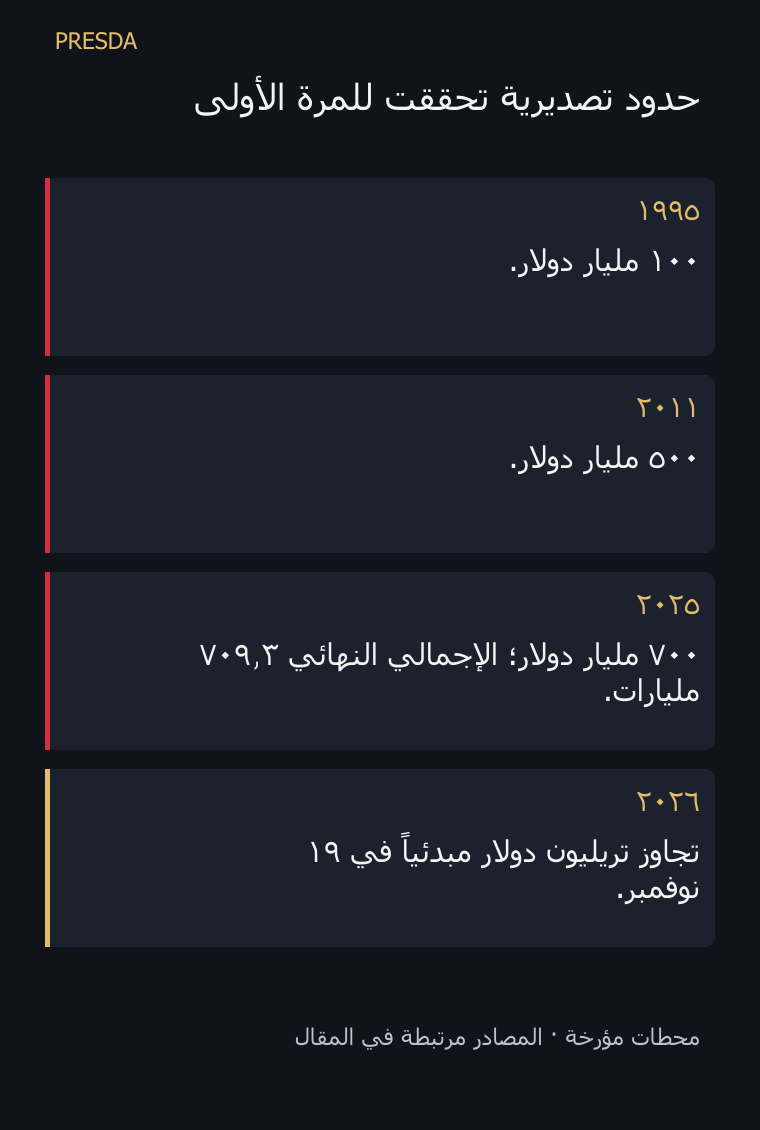 PRESDA
حدود تصديرية تحققت للمرة الأولى
١٩٩٥
١٠٠ مليار دولار.
٢٠١١
٥٠٠ مليار دولار.
٢٠٢٥
٧٠٠ مليار دولار؛ الإجمالي النهائي ٧٠٩,٣
مليارات.
٢٠٢٦
تجاوز تريليون دولار مبدئياً في ١٩
نوفمبر.
محطات مؤرخة · المصادر مرتبطة في المقال